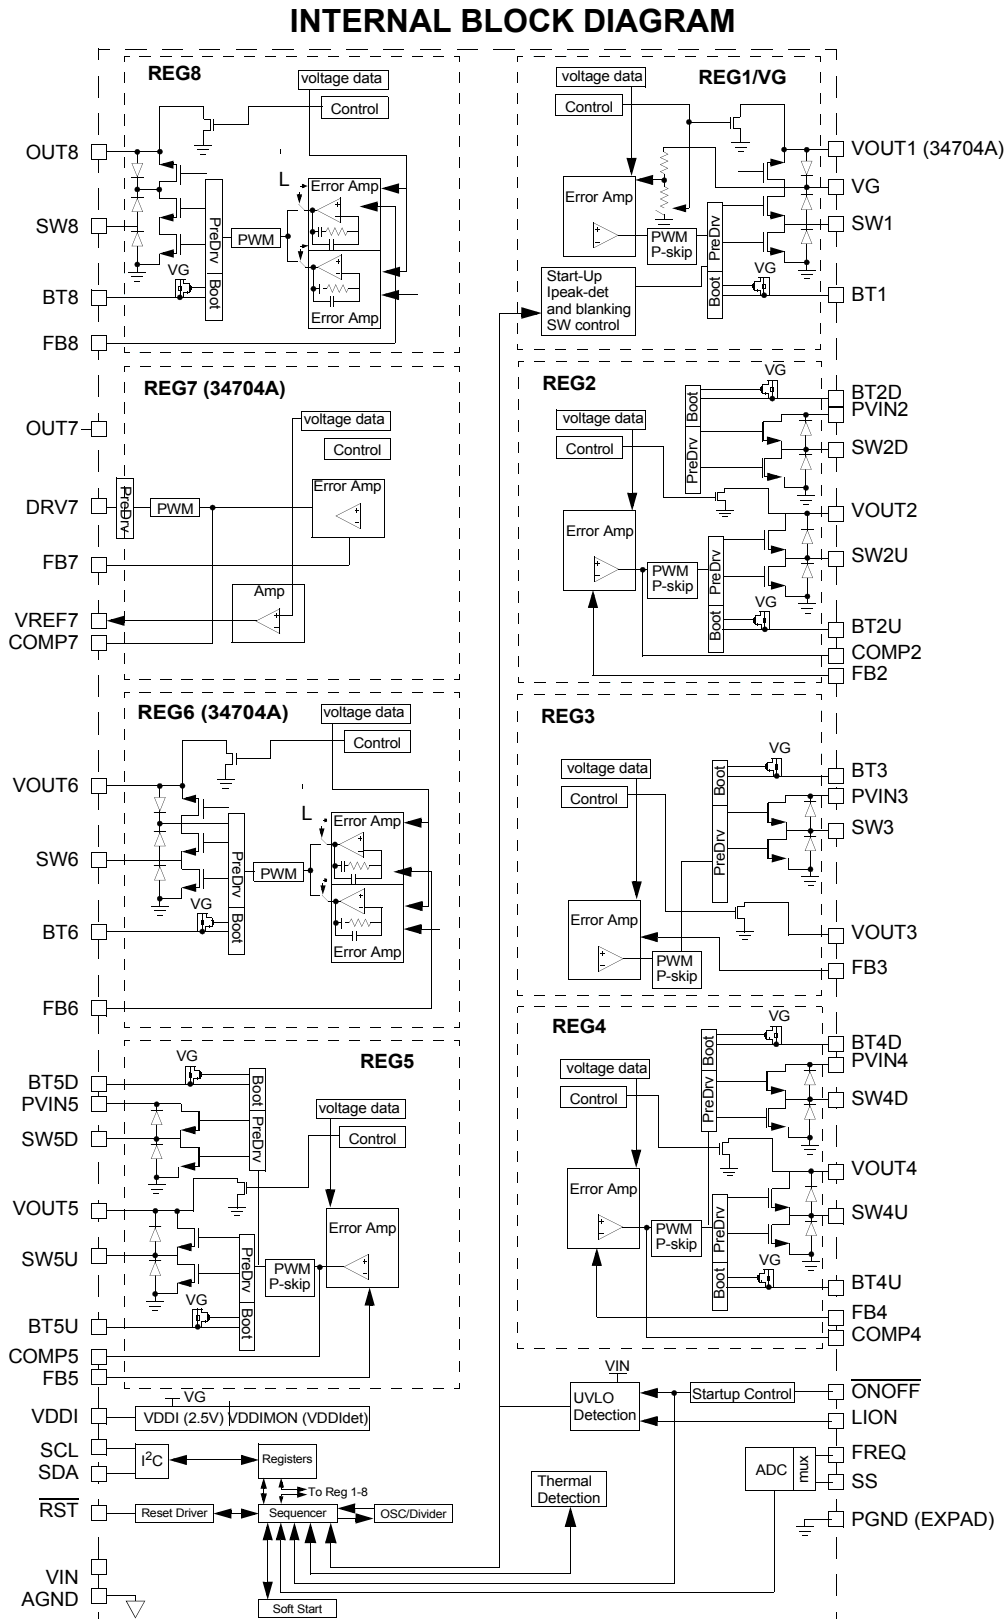 INTERNAL BLOCK DIAGRAM
REG8
voltage data
Control
OUT8
SW8
BT8
FB8
L
Error Amp
PreDrv
PWM
VG
Boot
Error Amp
REG7 (34704A)
voltage data
Control
OUT7
DRV7
FB7
VREF7
COMP7
PreDrv
PWM
Error Amp
Amp
REG6 (34704A)
voltage data
Control
VOUT6
SW6
BT6
FB6
L
Error Amp
PreDrv
PWM
VG
Boot
Error Amp
REG5
VG
BT5D
PVIN5
SW5D
VOUT5
SW5U
BT5U
COMP5
FB5
Boot
PreDrv
voltage data
Control
Error Amp
PreDrv
PWM
P-skip
VG
Boot
REG1/VG
voltage data
Control
VOUT1 (34704A)
VG
SW1
BT1
Error Amp
PWM
P-skip
PreDrv
Start-Up
Ipeak-det
and blanking
SW control
Boot
VG
REG2
VG
Boot
BT2D
PVIN2
SW2D
VOUT2
SW2U
BT2U
COMP2
FB2
voltage data
Control
PreDrv
Error Amp
PWM
P-skip
PreDrv
Boot
VG
REG3
VG
Boot
BT3
PVIN3
SW3
VOUT3
FB3
voltage data
Control
PreDrv
Error Amp
PWM
P-skip
REG4
VG
Boot
BT4D
PVIN4
SW4D
VOUT4
SW4U
BT4U
FB4
COMP4
voltage data
Control
PreDrv
Error Amp
PWM
P-skip
PreDrv
Boot
VG
VG
VDDI
VDDI (2.5V)
VDDIMON (VDDIdet)
SCL
SDA
I2C
Registers
To Reg 1-8
RST
Reset Driver
Sequencer
OSC/Divider
VIN
AGND
Soft Start
VIN
UVLO
Detection
Startup Control
ONOFF
LION
Thermal
Detection
ADC
mux
FREQ
SS
PGND (EXPAD)